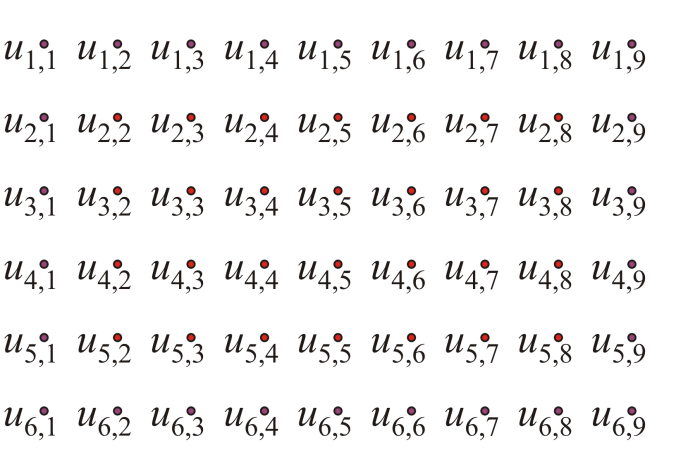 u1,1 u1,2 u1,3 u1,4 u1,5 u1,6 u1,7 u1,8 u1,9
u2,1 u2,2 u2,3 u2,4 u2,5 u2,6 u2,7 u2,8 u2,9
u3,1 u3,2 u3,3 u3,4 u3,5 u3,6 u3,7 u3,8 u3,9
u4,1 u4,2 u4,3 u4,4 u4,5 u4,6 u4,7 u4,8 u4,9
u5,1 u5,2 u5,3 u5,4 u5,5 u5,6 u5,7 u5,8 u5,9
u6,1 u6,2 u6,3 u6,4 u6,5 u6,6 u6,7 u6,8 u6,9